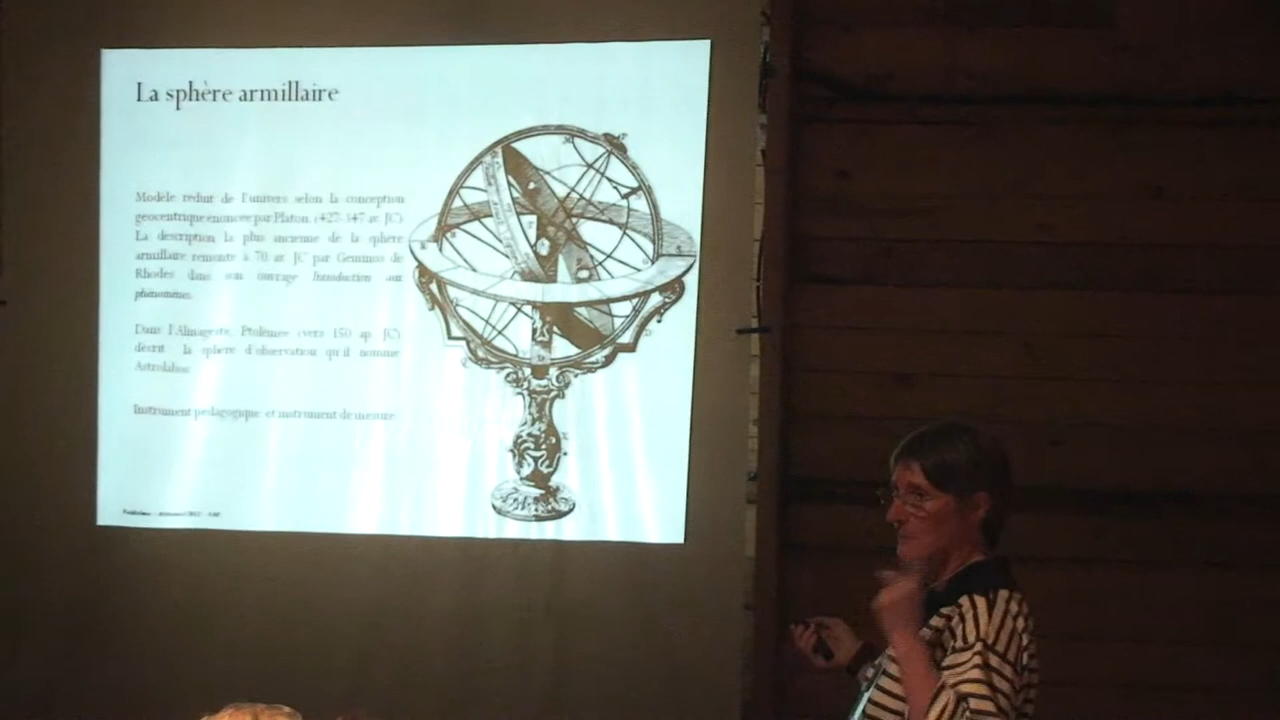 La sphère armillaire
Modèle réduit de l'univers selon la conception
géocentrique énoncée par Platon. (427-347 av. JC)
La description la plus ancienne de la sphère
armillaire remonte à 70 av. JC par Geminos de
Rhodes dans son ouvrage Introduction aux
phénomènes.
Dans l'Almageste, Ptolémée (vers 150 ap. JC)
décrit la sphère d'observation qu'il nomme
Astrolabon
Instrument pédagogique et instrument de mesure